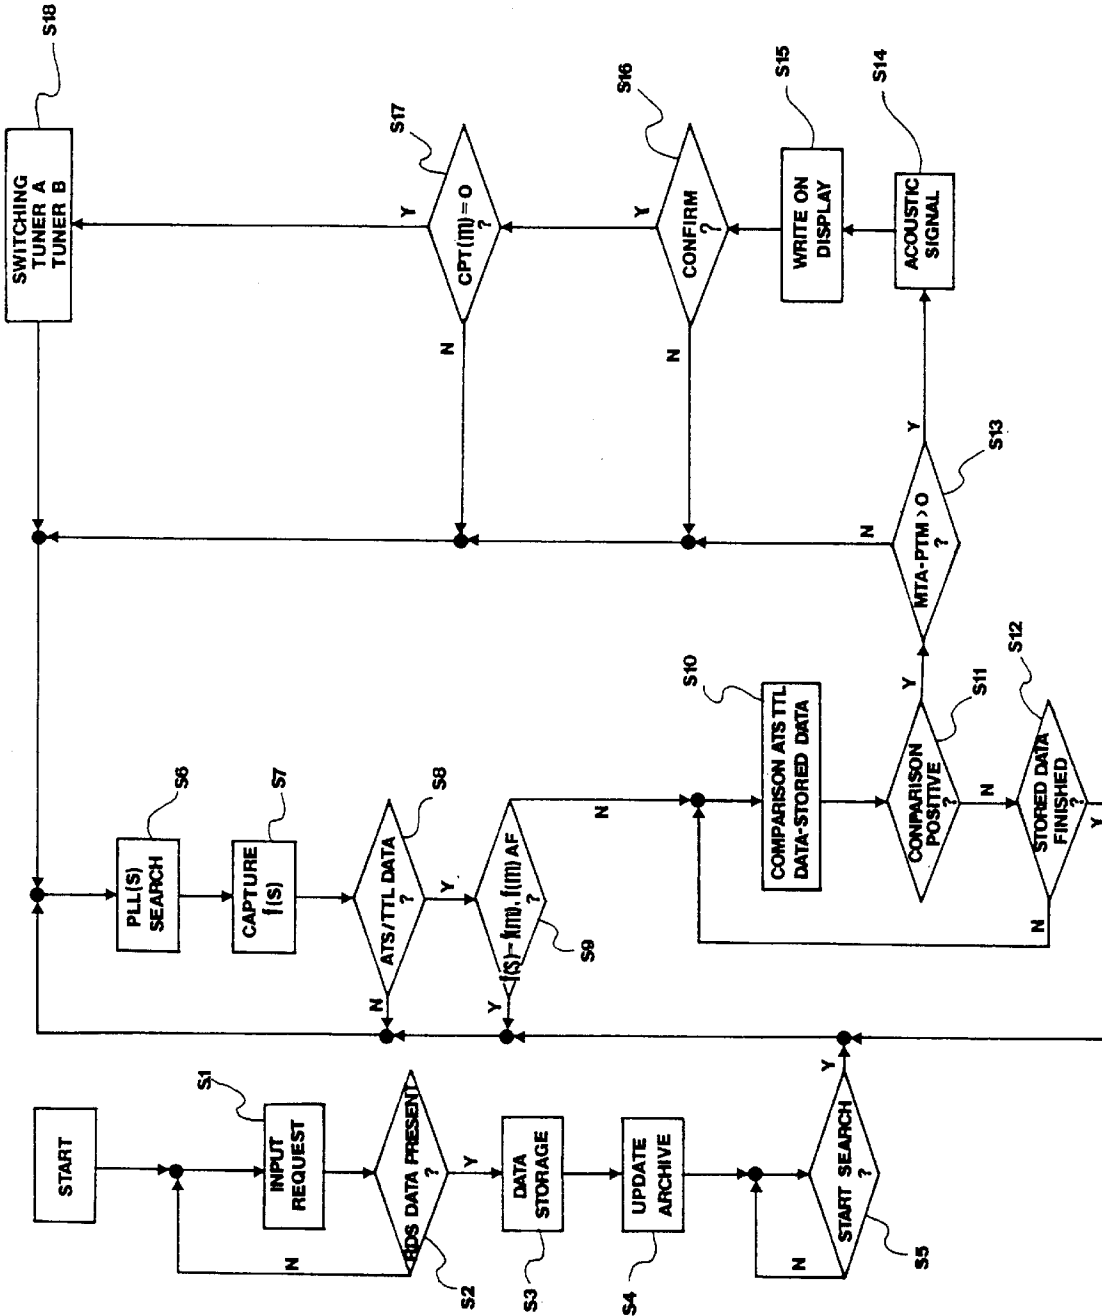 START
S1
INPUT
REQUEST
RDS DATA PRESENT
?
N
Y
S2
DATA
STORAGE
S3
UPDATE
ARCHIVE
S4
START SEARCH
?
N
Y
S5
PLL(S)
SEARCH
S6
CAPTURE
f(S)
S7
ATS/TTL DATA
?
N
Y
S8
f(S)=f(m), f(m) AF
?
Y
N
S9
S10
COMPARISON ATS TTL
DATA-STORED DATA
CONPARISON
POSITIVE
?
Y
N
S11
STORED DATA
FINISHED
?
N
Y
S12
MTA-PTM > 0
?
N
Y
S13
ACOUSTIC
SIGNAL
S14
WRITE ON
DISPLAY
S15
CONFIRM
?
N
Y
S16
CPT(m) = 0
?
N
Y
S17
SWITCHING
TUNER A
TUNER B
S18